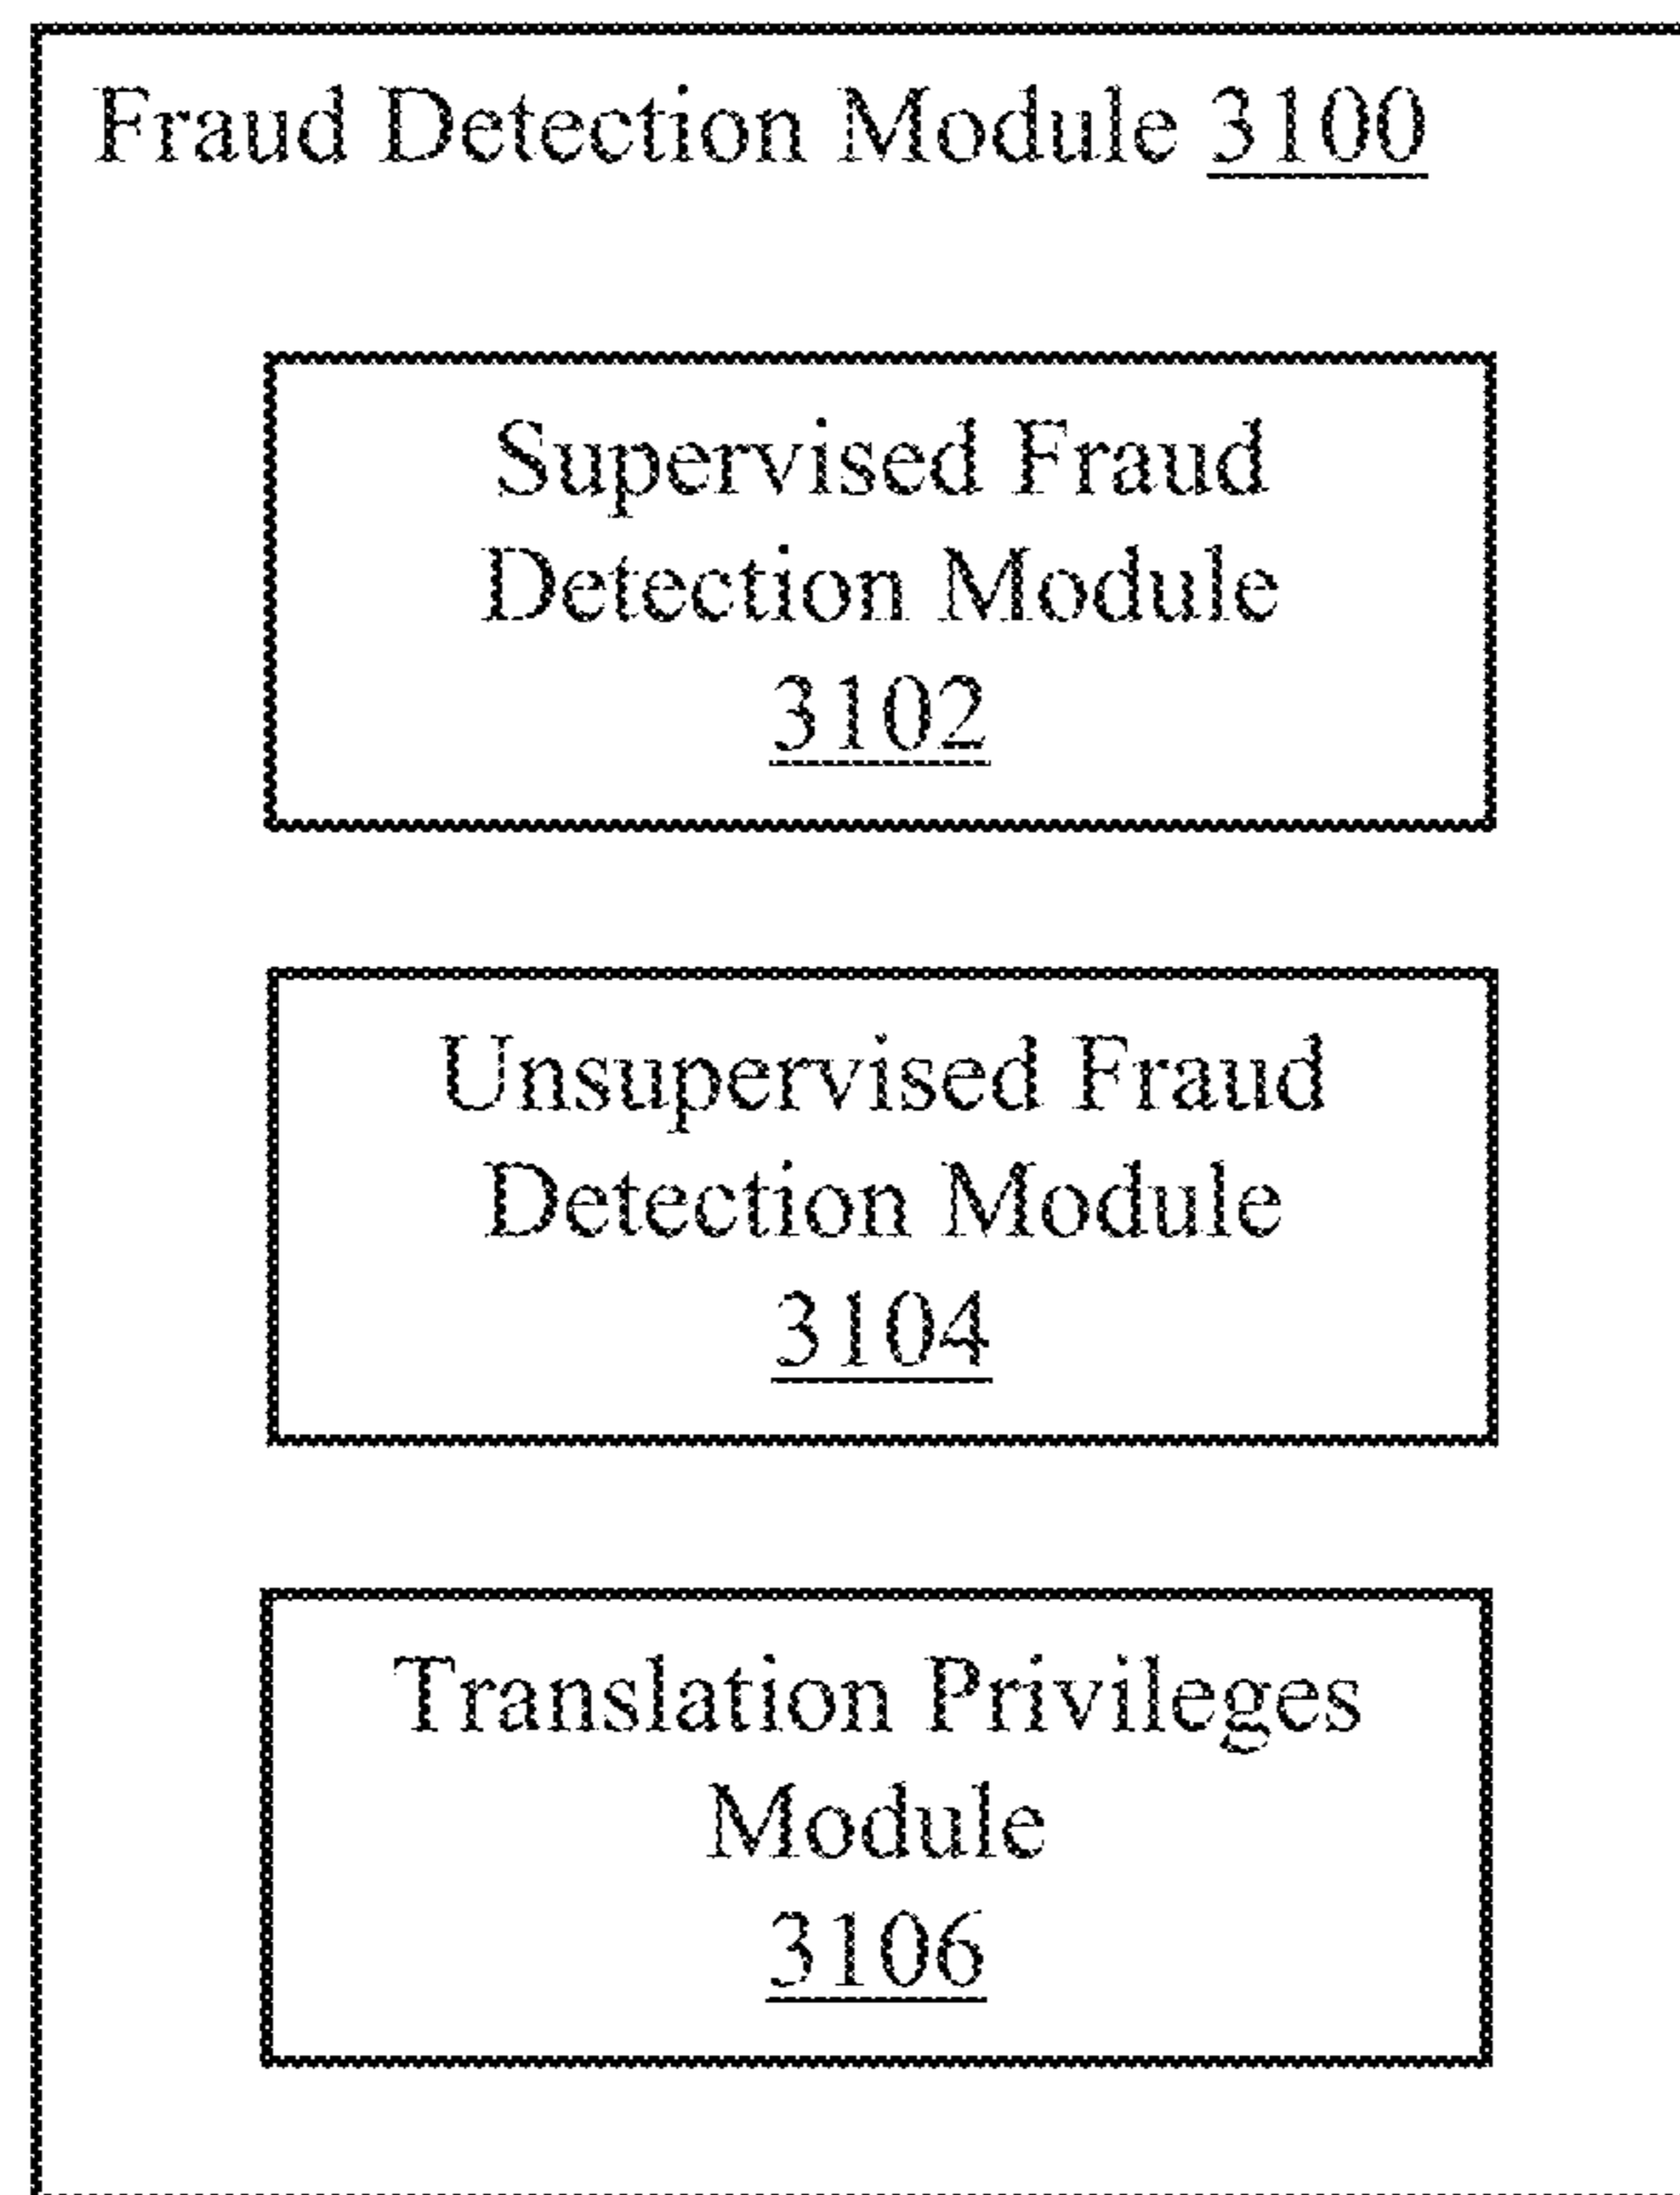 Fraud Detection Module 3100
Supervised Fraud
Detection Module
3102
Unsupervised Fraud
Detection Module
3104
Translation Privileges
Module
3106